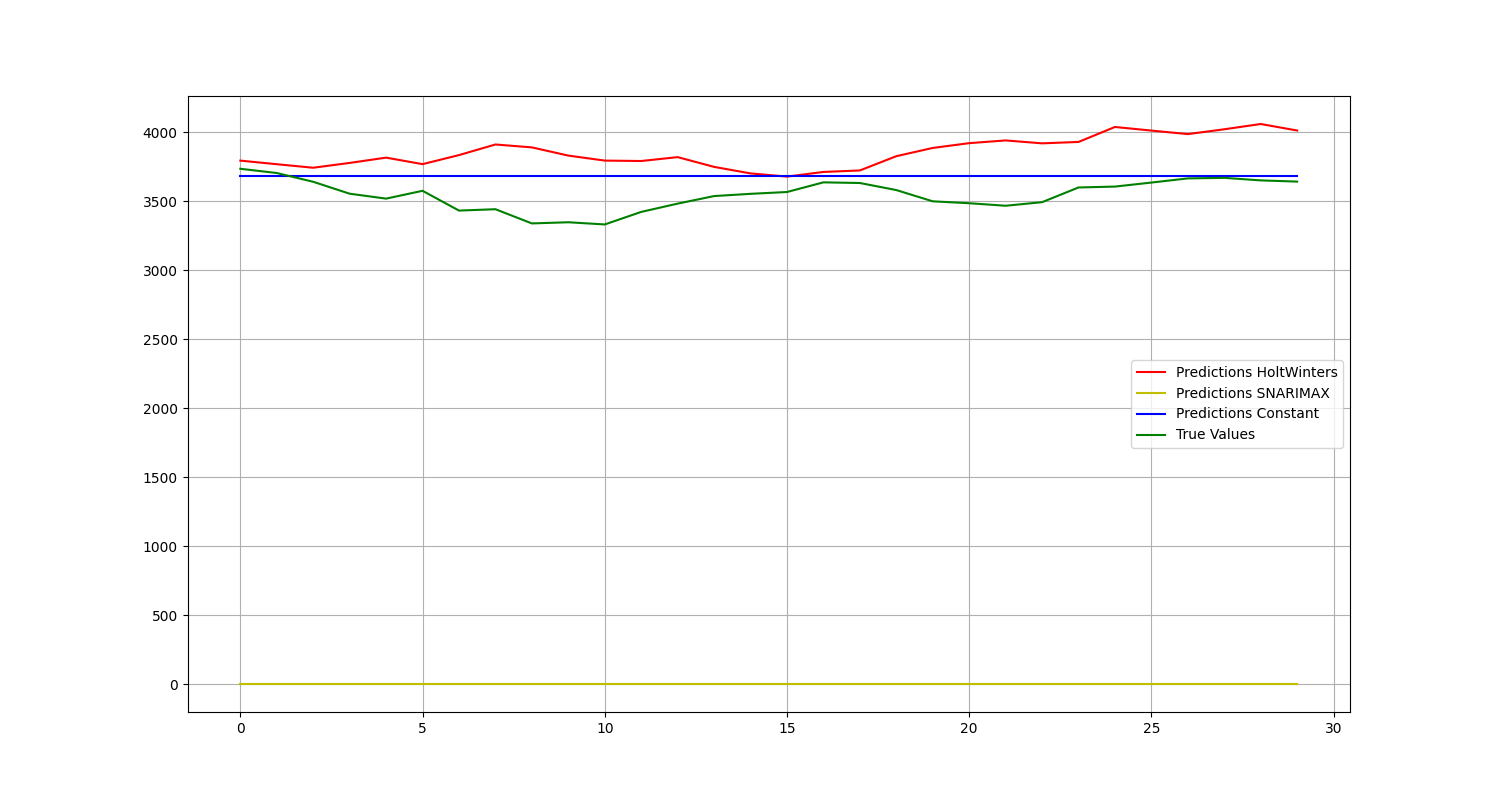 4000
3500
3000
2500
2000
1500
1000
500
0
Predictions HoltWinters
Predictions SNARIMAX
Predictions Constant
True Values
0 5 10 15 20 25 30